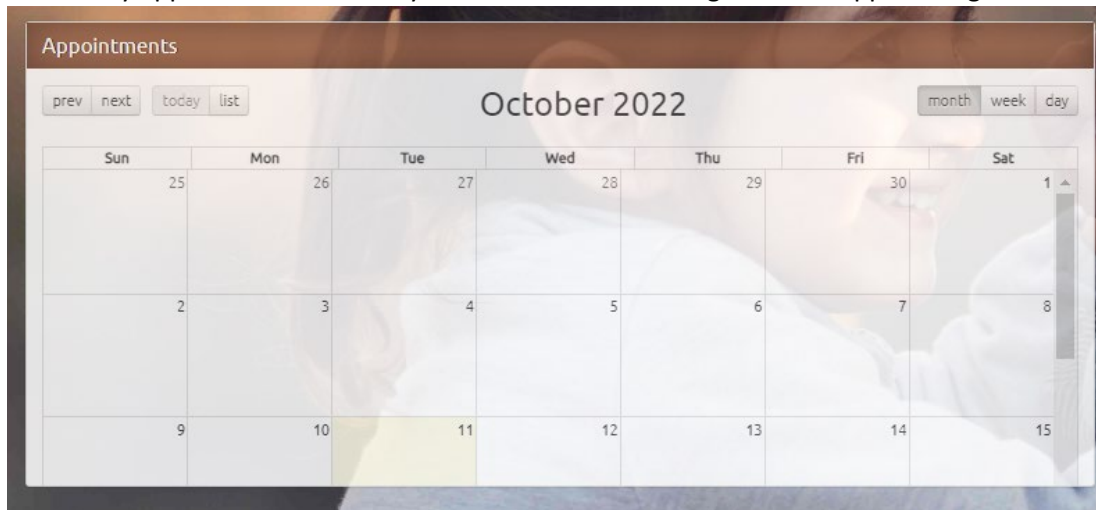 Appointments
prev next today list October 2022 month week day
Sun Mon Tue Wed Thu Fri Sat
25 26 27 28 29 30 1
2 3 4 5 6 7 8
9 10 11 12 13 14 15